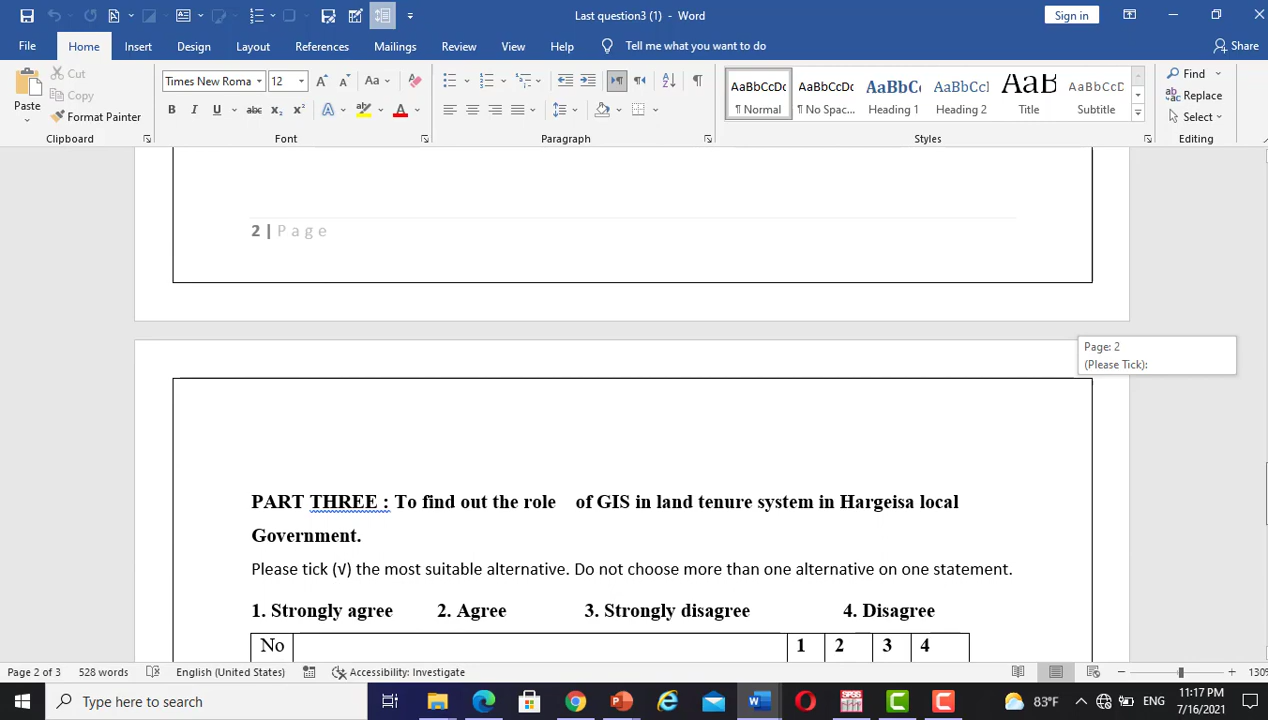 Last question3 (1) - Word
Sign in
File Home Insert Design Layout References Mailings Review View Help Tell me what you want to do Share
Paste
Cut
Copy
Format Painter
Clipboard
Times New Roma 12
Font
Paragraph
AaBbCcDc AaBbCcDc AaBbCc AaBbCcC AaB AaBbCcD
¶ Normal ¶ No Spac... Heading 1 Heading 2 Title Subtitle
Styles
Find
Replace
Select
Editing
2 | Page
Page: 2
(Please Tick):
PART THREE : To find out the role of GIS in land tenure system in Hargeisa local
Government.
Please tick (√) the most suitable alternative. Do not choose more than one alternative on one statement.
1. Strongly agree 2. Agree 3. Strongly disagree 4. Disagree
No 1 2 3 4
Page 2 of 3 528 words English (United States) Accessibility: Investigate 130%
Type here to search
83°F ENG
11:17 PM
7/16/2021